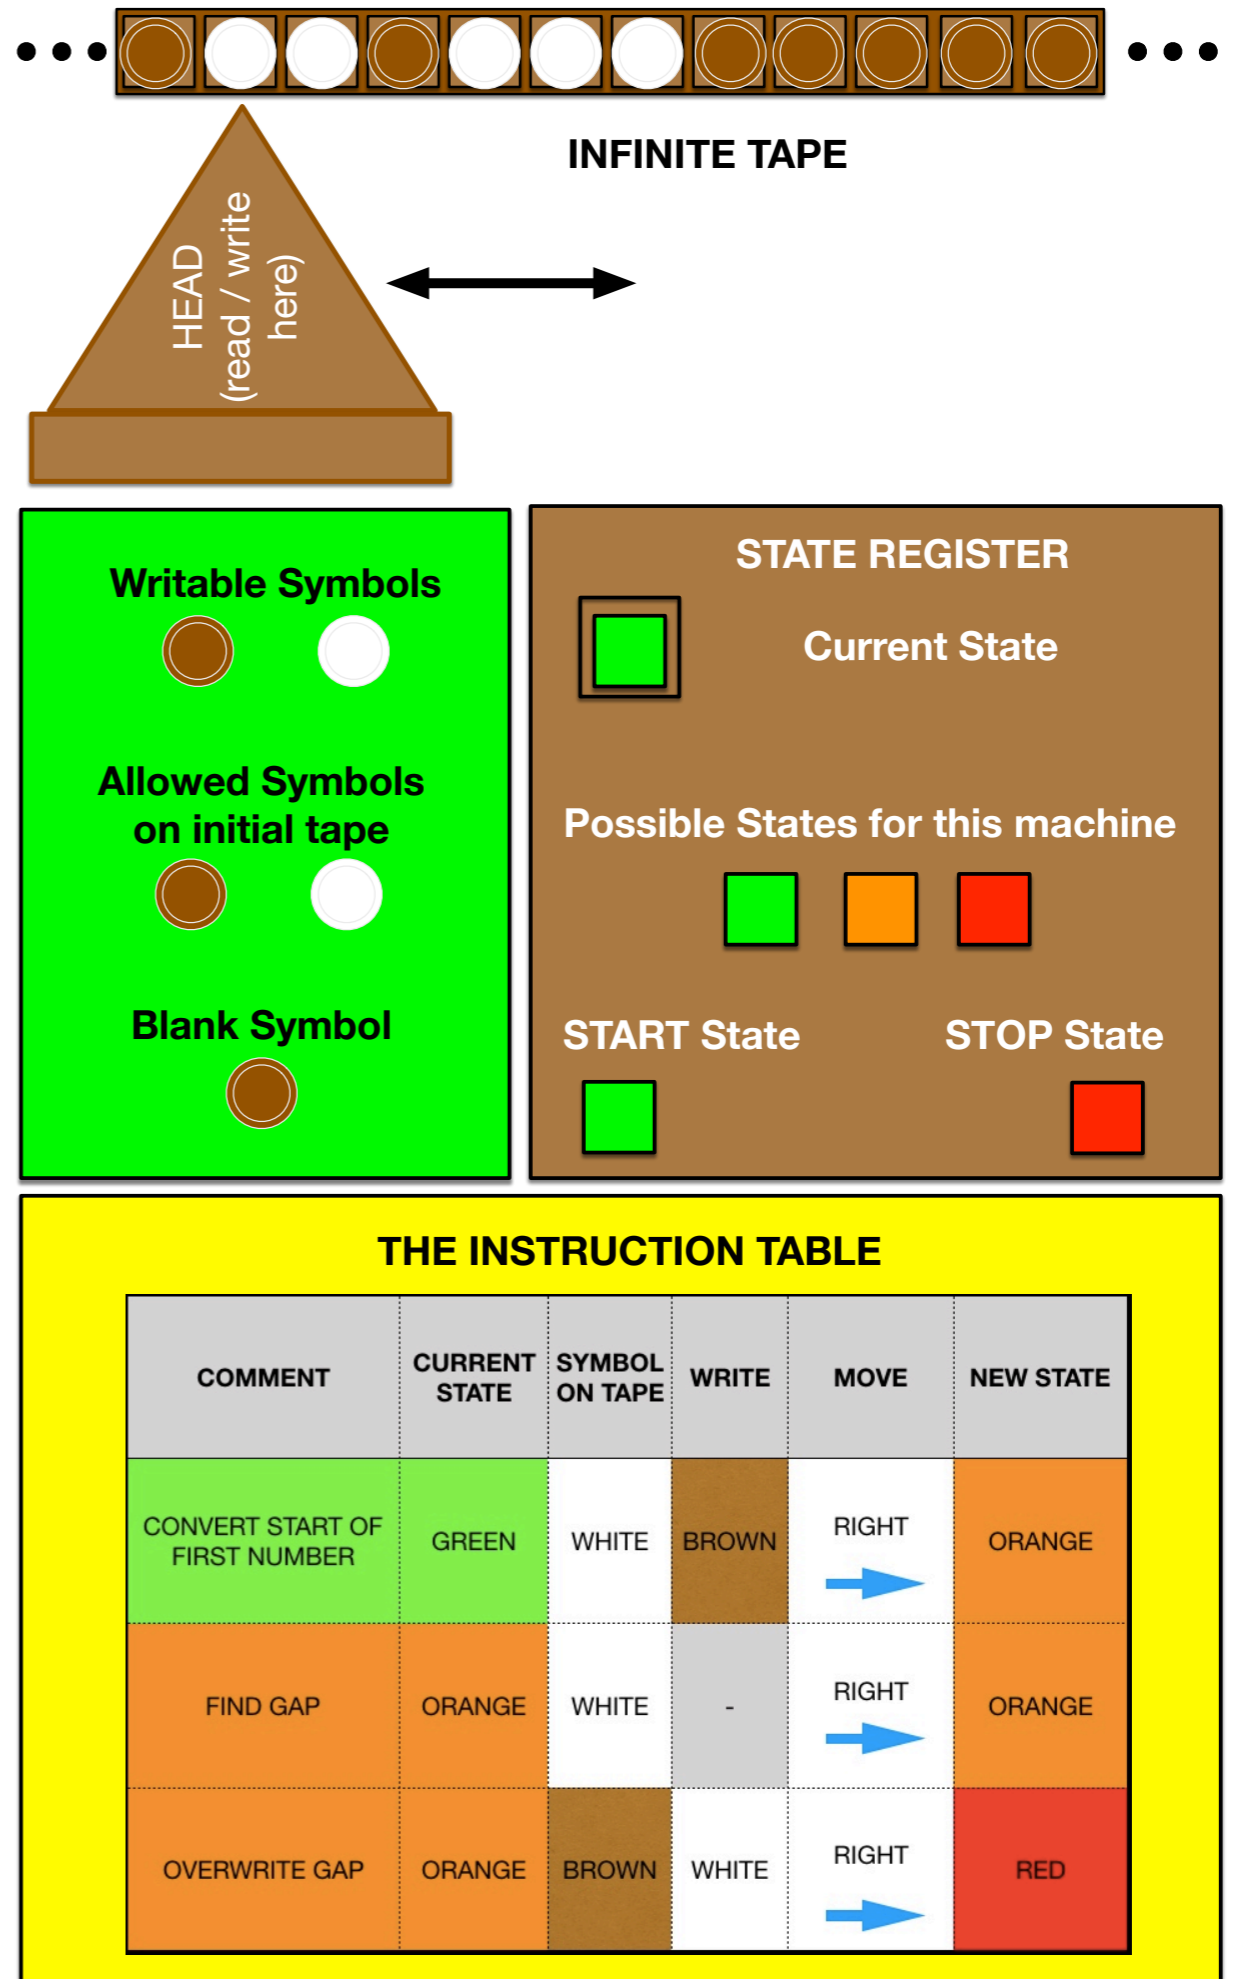 INFINITE TAPE
HEAD
(read / write
here)
Writable Symbols
Allowed Symbols
on initial tape
Blank Symbol
STATE REGISTER
Current State
Possible States for this machine
START State
STOP State
THE INSTRUCTION TABLE
COMMENT
CURRENT
STATE
SYMBOL
ON TAPE
WRITE
MOVE
NEW STATE
CONVERT START OF
FIRST NUMBER
GREEN
WHITE
BROWN
RIGHT
ORANGE
FIND GAP
ORANGE
WHITE
-
RIGHT
ORANGE
OVERWRITE GAP
ORANGE
BROWN
WHITE
RIGHT
RED